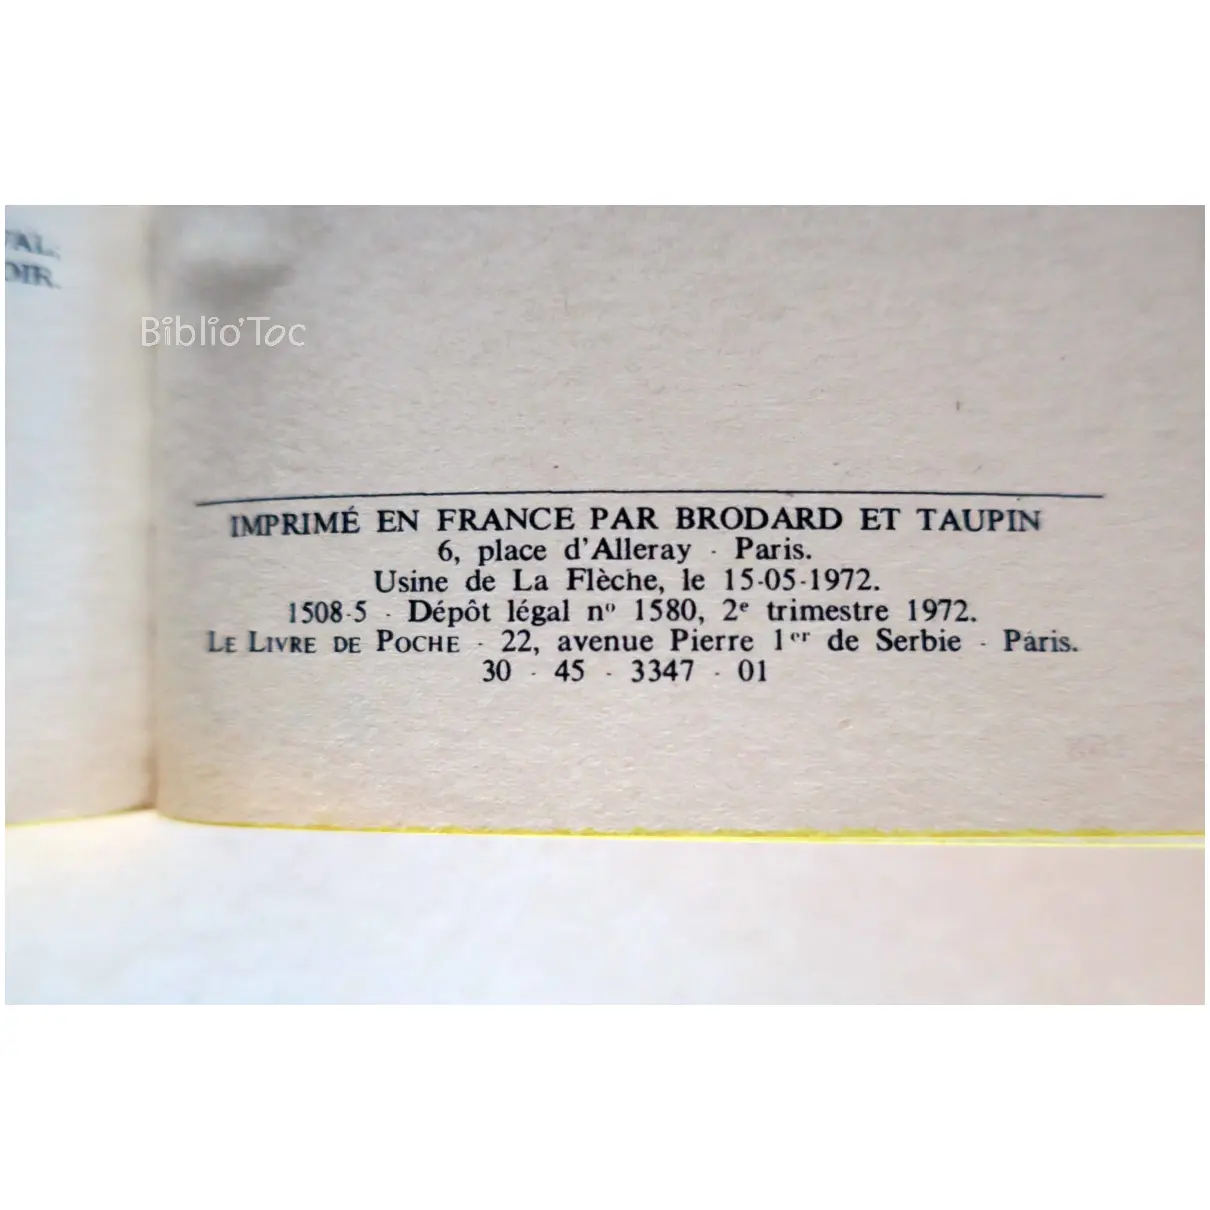 Biblio'Toc
IMPRIMÉ EN FRANCE PAR BRODARD ET TAUPIN
6, place d'Alleray - Paris.
Usine de La Flèche, le 15-05-1972.
1508-5 - Dépôt légal nº 1580, 2e trimestre 1972.
LE LIVRE DE POCHE - 22, avenue Pierre 1er de Serbie - Paris.
30 - 45 - 3347 - 01